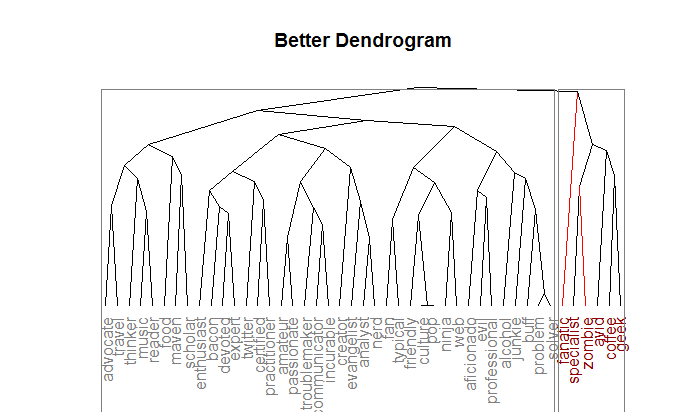 Better Dendrogram
advocate
travel
thinker
music
reader
food
maven
scholar
enthusiast
bacon
devoted
expert
twitter
certified
practitioner
amateur
passionate
troublemaker
communicator
incurable
creator
evangelist
analyst
nerd
fan
typical
friendly
culture
pop
ninja
web
aficionado
evil
professional
alcohol
junkie
buff
problem
solver
fanatic
specialist
zombie
avid
coffee
geek